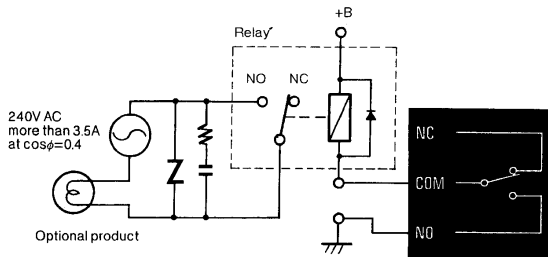 +B
Relay
NO
NC
240V AC
more than 3.5A
at cosϕ=0.4
Optional product
NC
COM
NO